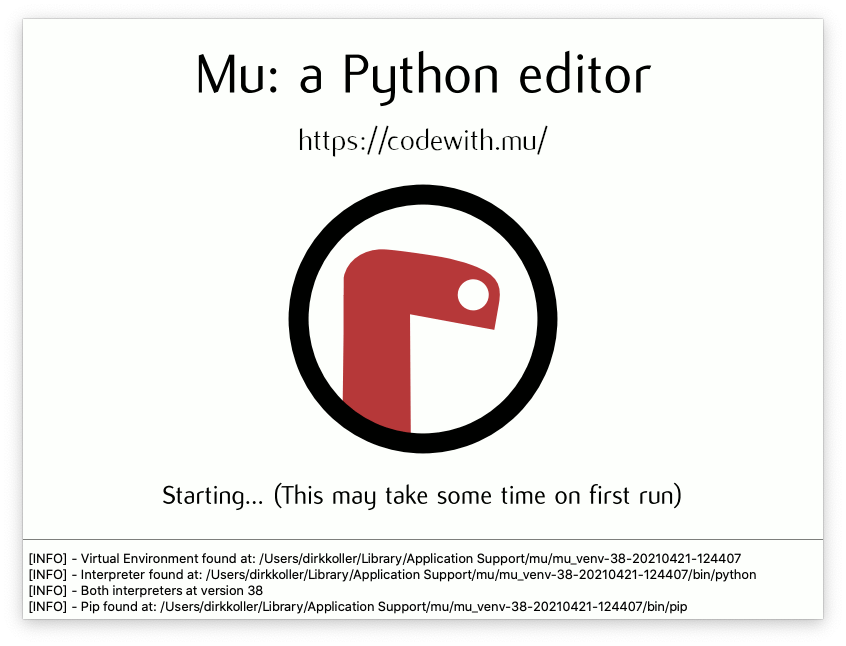 Mu: a Python editor
https://codewith.mu/
Starting... (This may take some time on first run)
[INFO] - Virtual Environment found at: /Users/dirkkoller/Library/Application Support/mu/mu_venv-38-20210421-124407
[INFO] - Interpreter found at: /Users/dirkkoller/Library/Application Support/mu/mu_venv-38-20210421-124407/bin/python
[INFO] - Both interpreters at version 38
[INFO] - Pip found at: /Users/dirkkoller/Library/Application Support/mu/mu_venv-38-20210421-124407/bin/pip